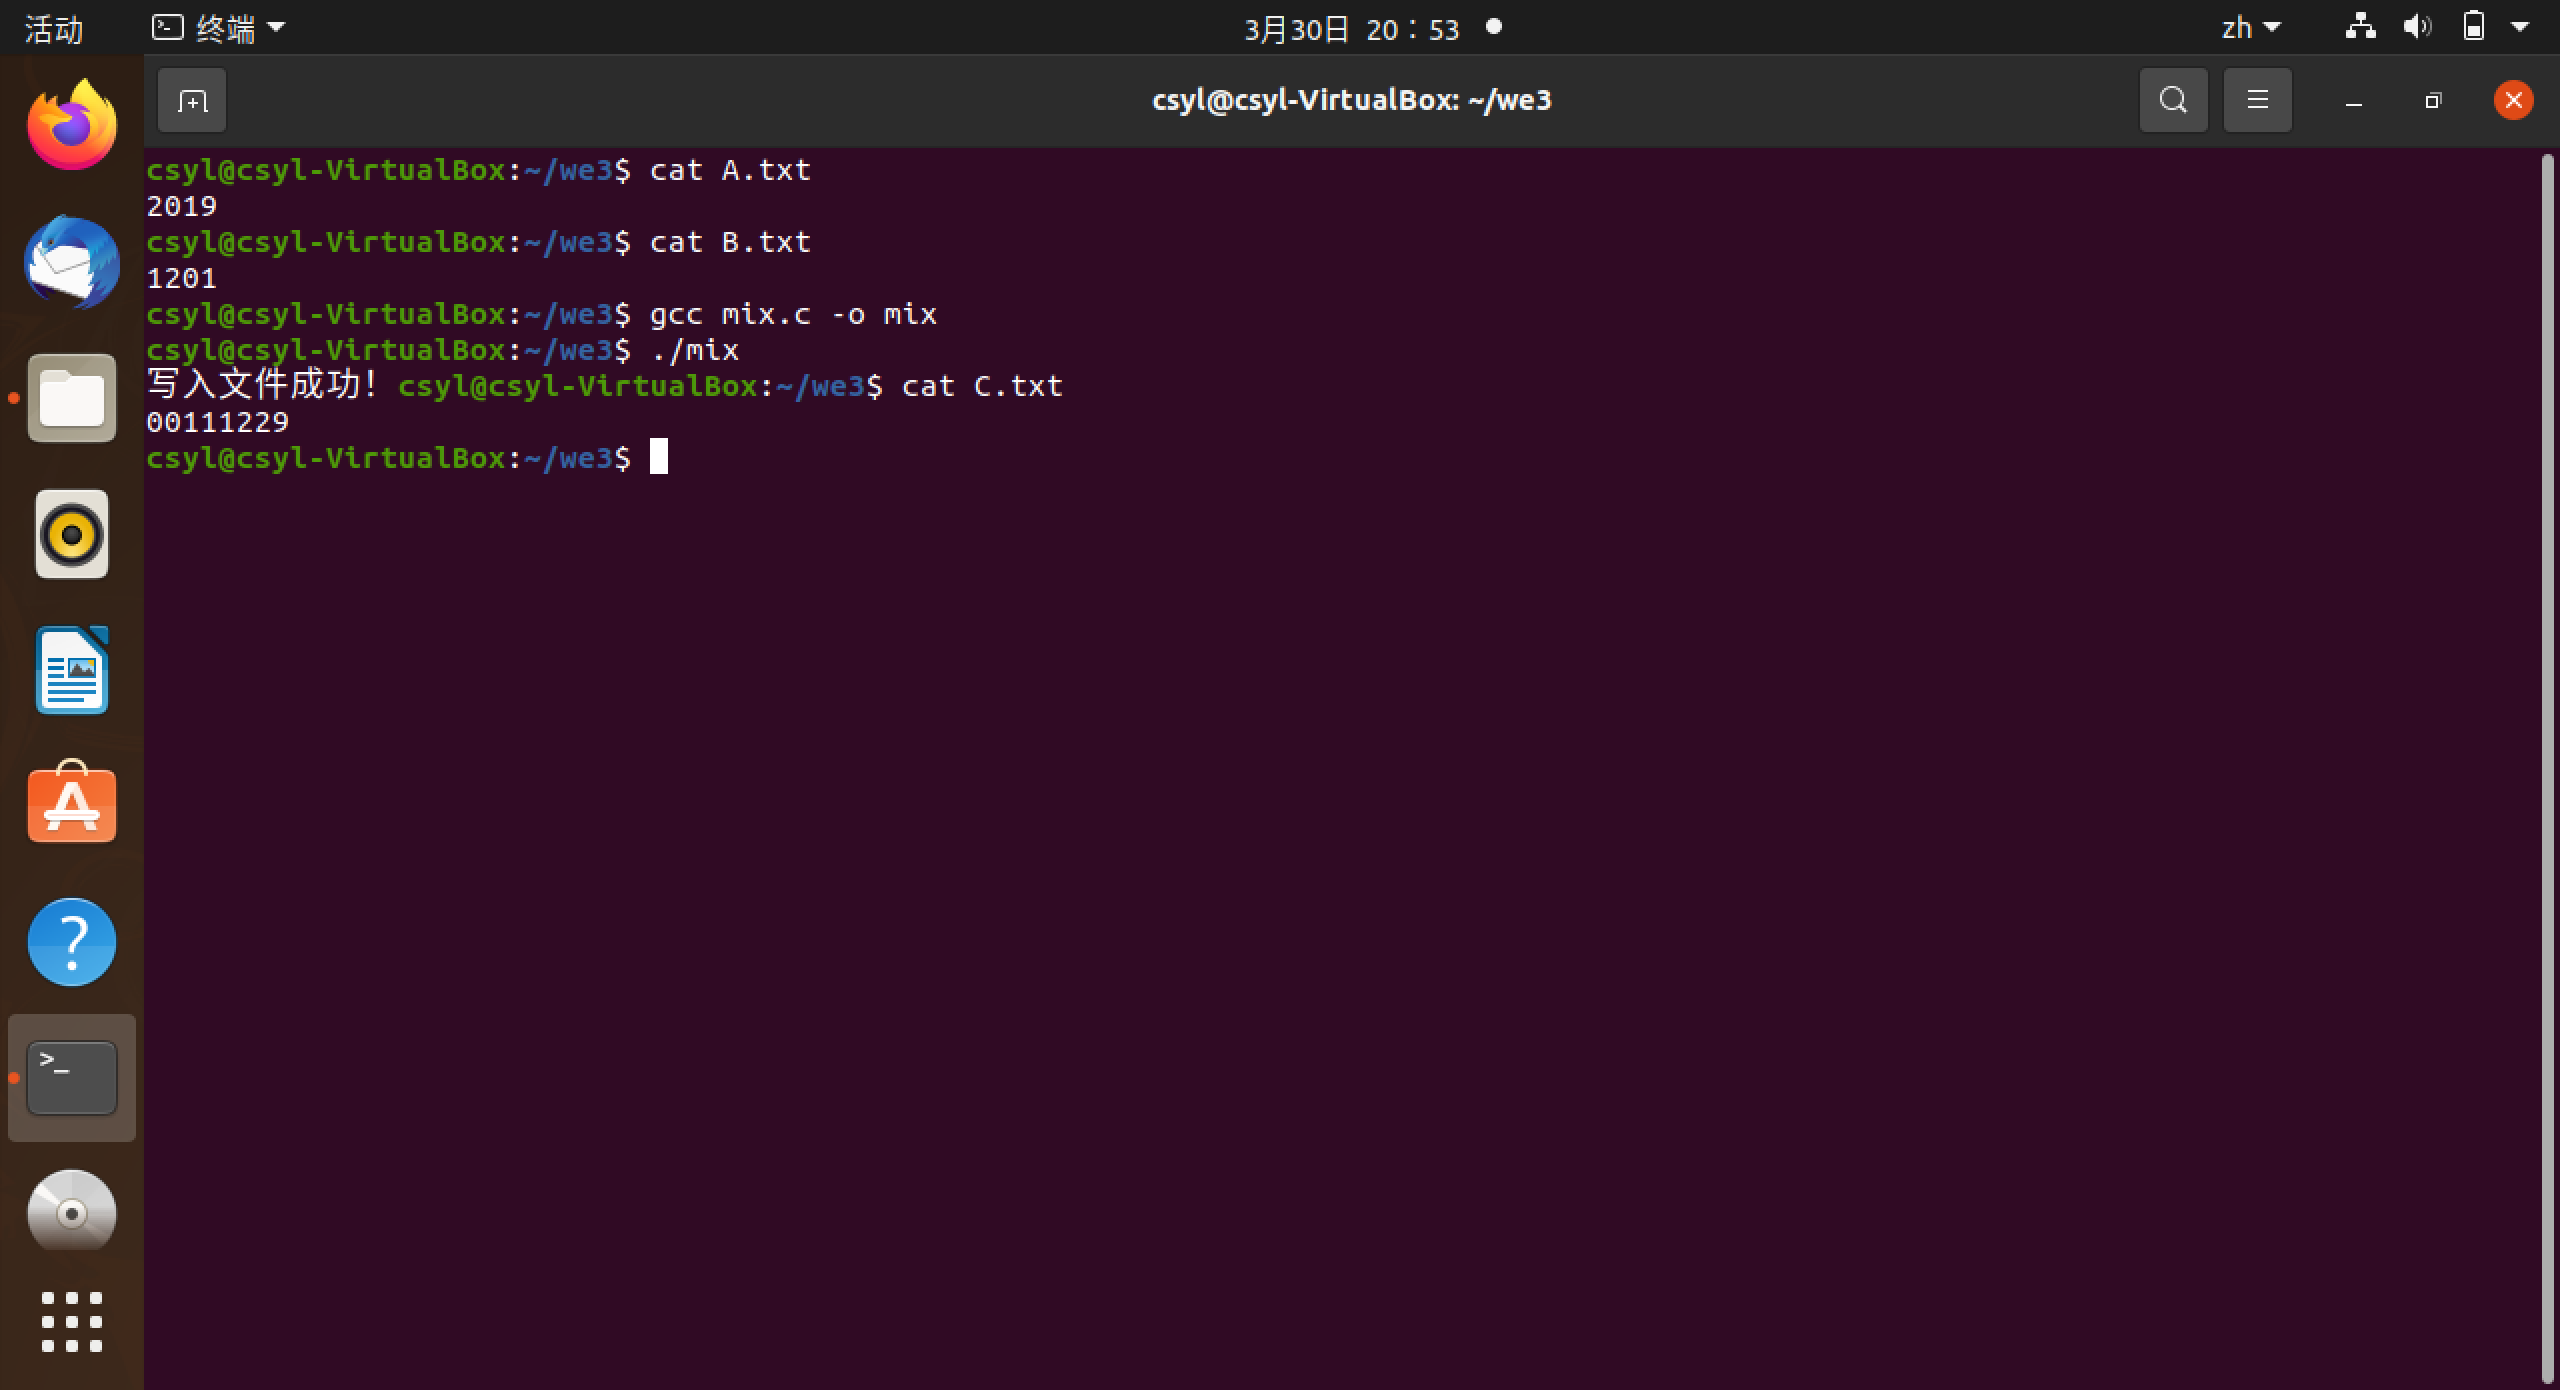 活动 终端 3月30日 20：53 zh
csyl@csyl-VirtualBox: ~/we3
csyl@csyl-VirtualBox:~/we3$ cat A.txt
2019
csyl@csyl-VirtualBox:~/we3$ cat B.txt
1201
csyl@csyl-VirtualBox:~/we3$ gcc mix.c -o mix
csyl@csyl-VirtualBox:~/we3$ ./mix
写入文件成功！csyl@csyl-VirtualBox:~/we3$ cat C.txt
00111229
csyl@csyl-VirtualBox:~/we3$